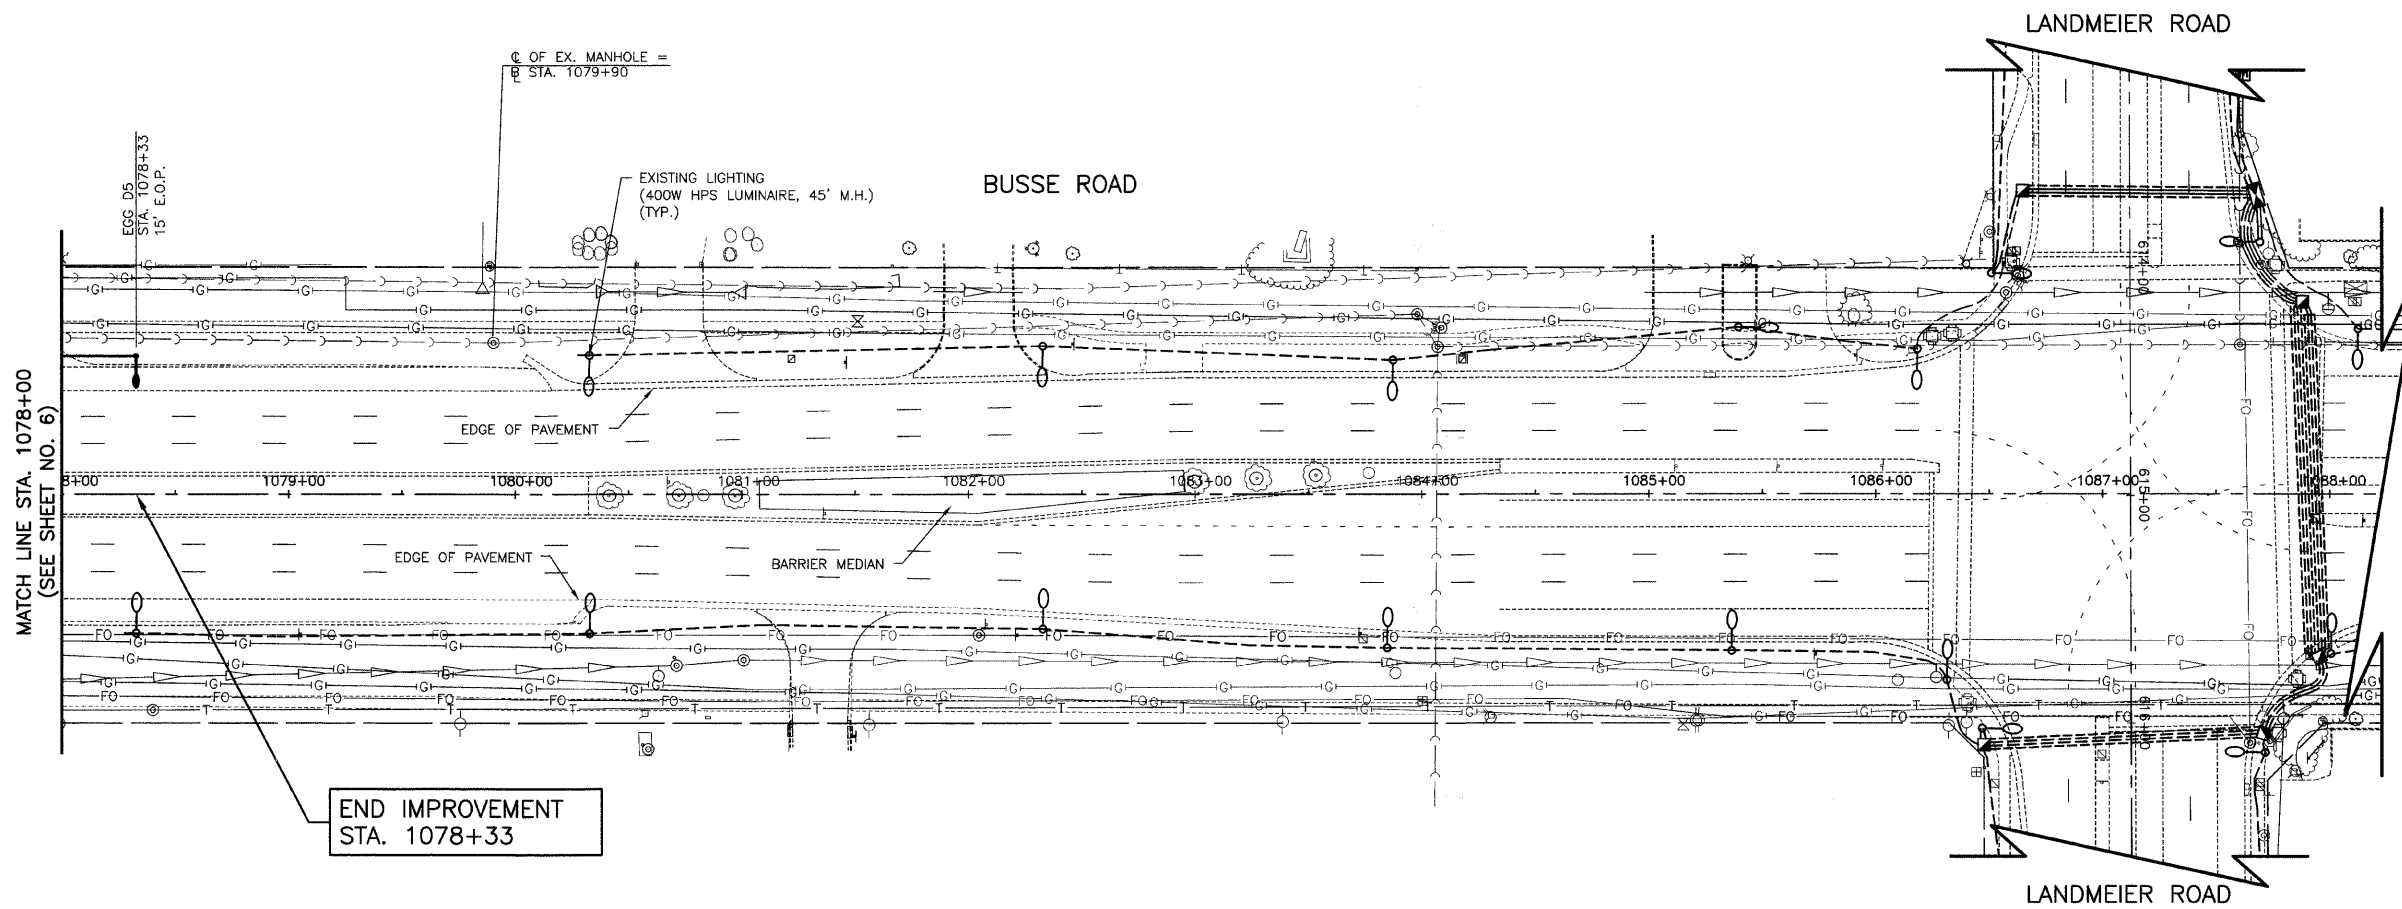 LANDMEIER ROAD
℄ OF EX. MANHOLE =
STA. 1079+90
EGG D5
STA. 1078+33
15' E.O.P.
EXISTING LIGHTING
(400W HPS LUMINAIRE, 45' M.H.)
(TYP.)
BUSSE ROAD
614+00
MATCH LINE STA. 1078+00
(SEE SHEET NO. 6)
EDGE OF PAVEMENT
8+00
1079+00
1080+00
1081+00
1082+00
1083+00
1084+00
1085+00
1086+00
1087+00
1088+00
615+00
EDGE OF PAVEMENT
BARRIER MEDIAN
616+00
END IMPROVEMENT
STA. 1078+33
LANDMEIER ROAD